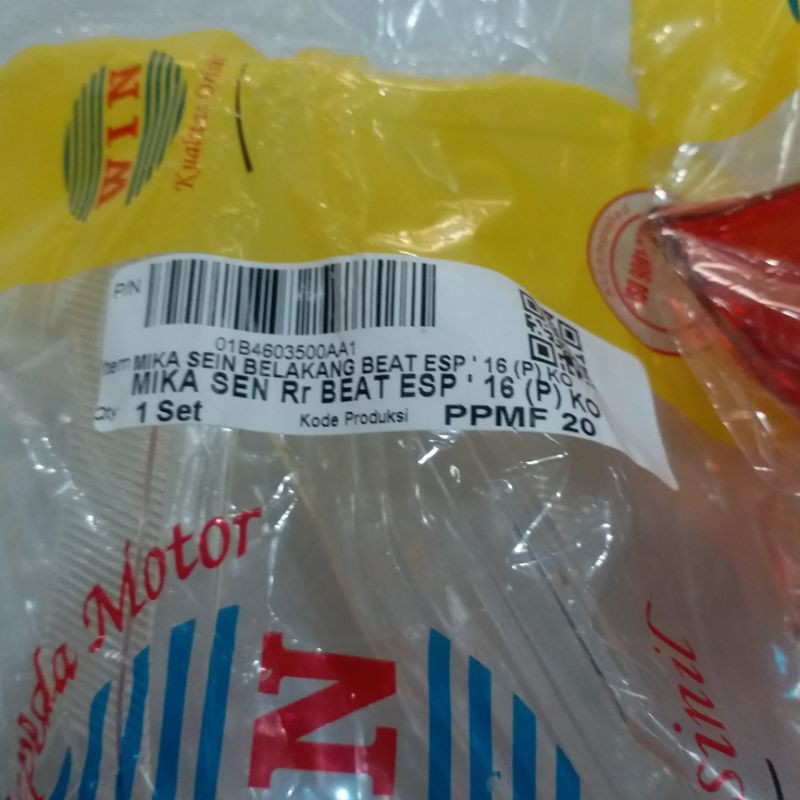 WIN
Kualitas
P/N
01B4603500AA1
Item MIKA SEIN BELAKANG BEAT ESP ' 16 (P) KO
MIKA SEN Rr BEAT ESP ' 16 (P) KO
Qty 1 Set Kode Produksi PPMF 20
Motor
N